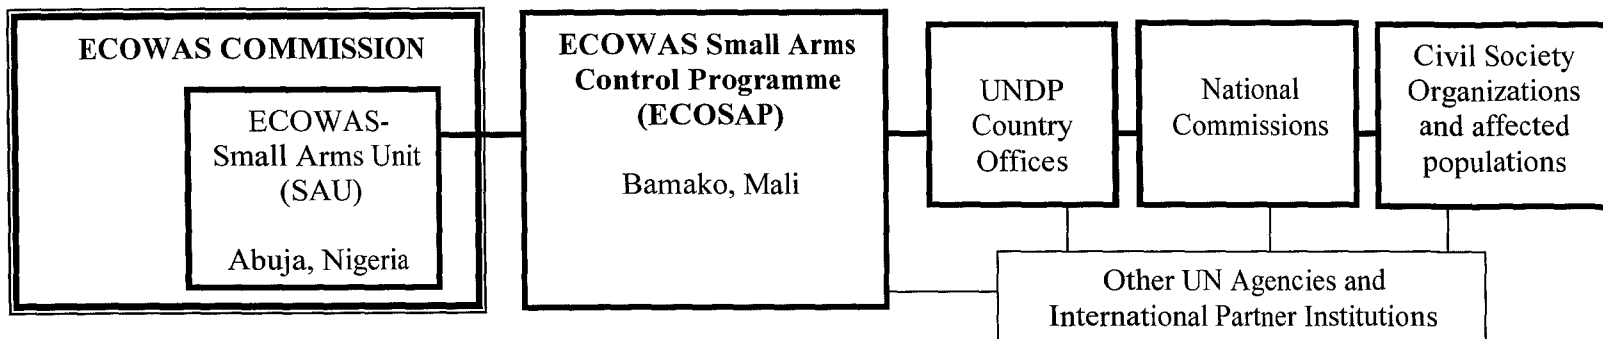 ECOWAS COMMISSION
ECOWAS-
Small Arms Unit
(SAU)
Abuja, Nigeria
ECOWAS Small Arms
Control Programme
(ECOSAP)
Bamako, Mali
UNDP
Country
Offices
National
Commissions
Civil Society
Organizations
and affected
populations
Other UN Agencies and
International Partner Institutions